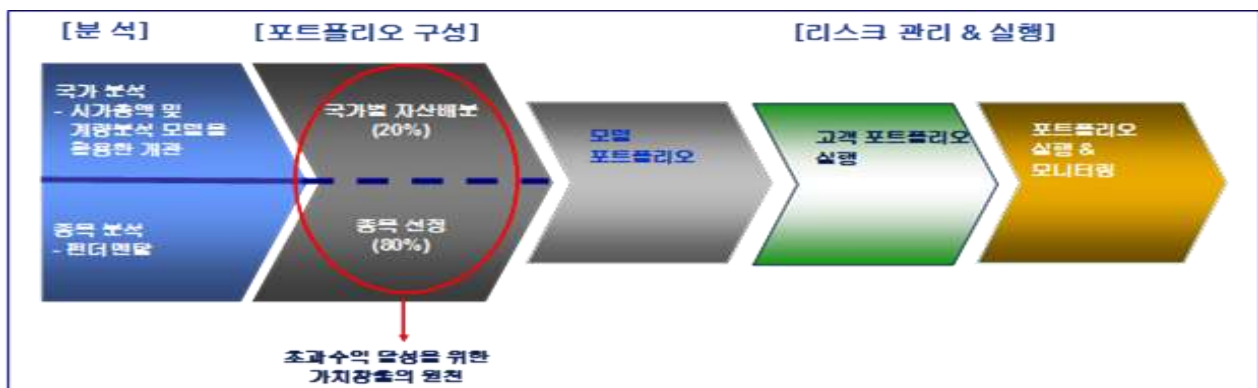 [분 석]
[포트폴리오 구성]
[리스크 관리 & 실행]
국가 분석
- 시가총액 및
계량분석 모델을
활용한 개관
종목 분석
- 펀더멘탈
국가별 자산배분
(20%)
종목 선정
(80%)
모델
포트폴리오
고객 포트폴리오
실행
포트폴리오
실행 &
모니터링
초과수익 달성을 위한
가치창출의 원천